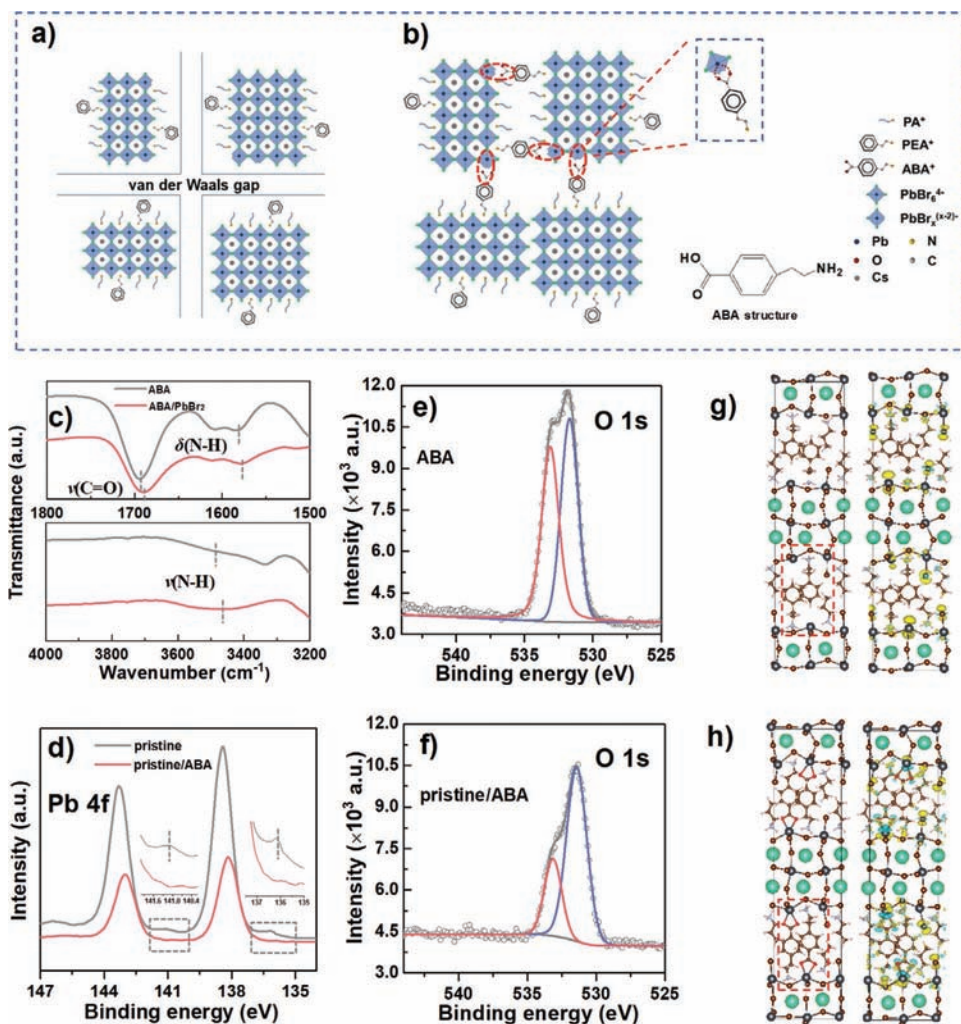 a)
van der Waals gap
b)
PA⁺
PEA⁺
ABA⁺
PbBr₆⁴⁻
PbBrₓ⁽ˣ⁻²⁾⁻
Pb N
O C
Cs
HO
O
NH₂
ABA structure
c)
ABA
ABA/PbBr₂
δ(N-H)
ν(C=O)
1800 1700 1600 1500
ν(N-H)
4000 3800 3600 3400 3200
Wavenumber (cm⁻¹)
Transmittance (a.u.)
e)
O 1s
ABA
12.0
10.5
9.0
7.5
6.0
4.5
3.0
540 535 530 525
Binding energy (eV)
Intensity (×10³ a.u.)
g)
d)
pristine
pristine/ABA
Pb 4f
141.6 141.0 140.4
137 136 135
147 144 141 138 135
Binding energy (eV)
Intensity (a.u.)
f)
O 1s
pristine/ABA
12.0
10.5
9.0
7.5
6.0
4.5
3.0
540 535 530 525
Binding energy (eV)
Intensity (×10³ a.u.)
h)